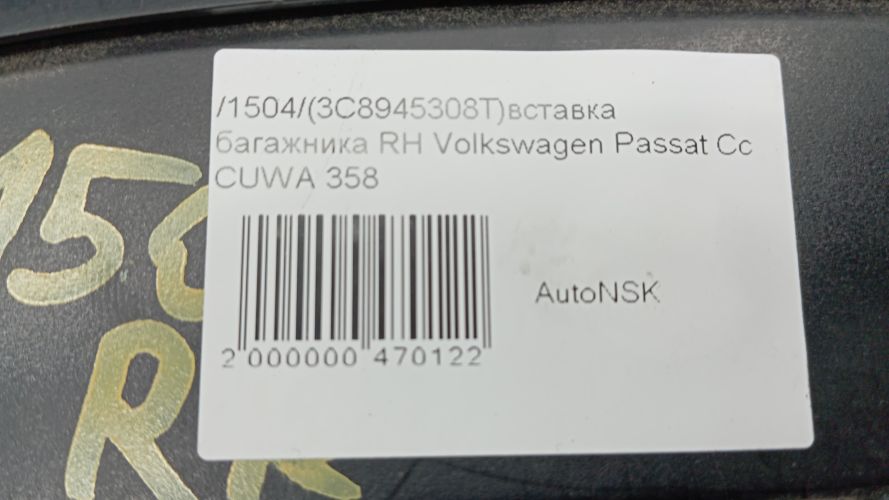 /1504/(3C8945308T)вставка
багажника RH Volkswagen Passat Cc
CUWA 358
AutoNSK
2 000000 470122